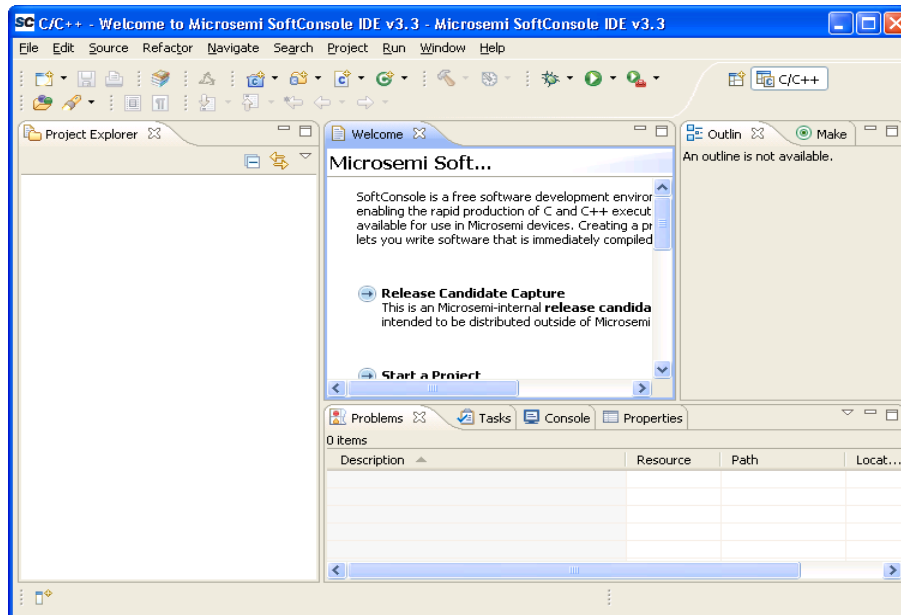 SC C/C++ - Welcome to Microsemi SoftConsole IDE v3.3 - Microsemi SoftConsole IDE v3.3
File Edit Source Refactor Navigate Search Project Run Window Help
C/C++
Project Explorer
Welcome
Outlin
Make
Microsemi Soft...
An outline is not available.
SoftConsole is a free software development environ
enabling the rapid production of C and C++ execut
available for use in Microsemi devices. Creating a pr
lets you write software that is immediately compiled
Release Candidate Capture
This is an Microsemi-internal release candida
intended to be distributed outside of Microsemi
Start a Project
Problems Tasks Console Properties
0 items
Description Resource Path Locat...